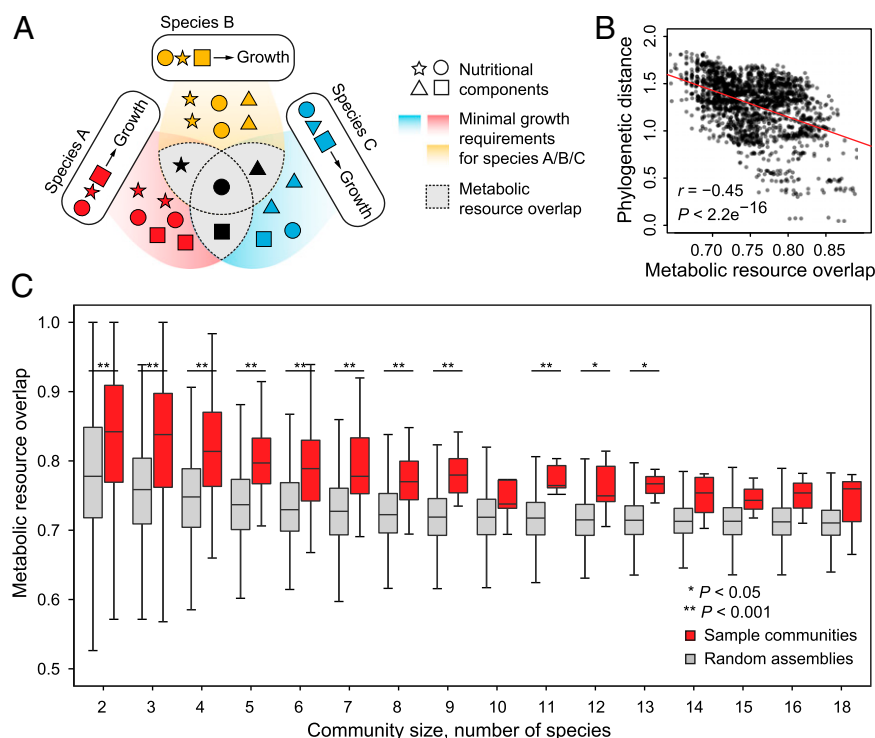 A
Species B
Growth
Species A
Growth
Species C
Growth
Nutritional
components
Minimal growth
requirements
for species A/B/C
Metabolic
resource overlap
B
Phylogenetic distance
2.0
1.5
1.0
0.5
0.0
r = −0.45
P < 2.2e−16
0.70 0.75 0.80 0.85
Metabolic resource overlap
C
Metabolic resource overlap
1.0
0.9
0.8
0.7
0.6
0.5
** ** ** ** ** ** ** ** ** * *
* P < 0.05
** P < 0.001
Sample communities
Random assemblies
2 3 4 5 6 7 8 9 10 11 12 13 14 15 16 18
Community size, number of species